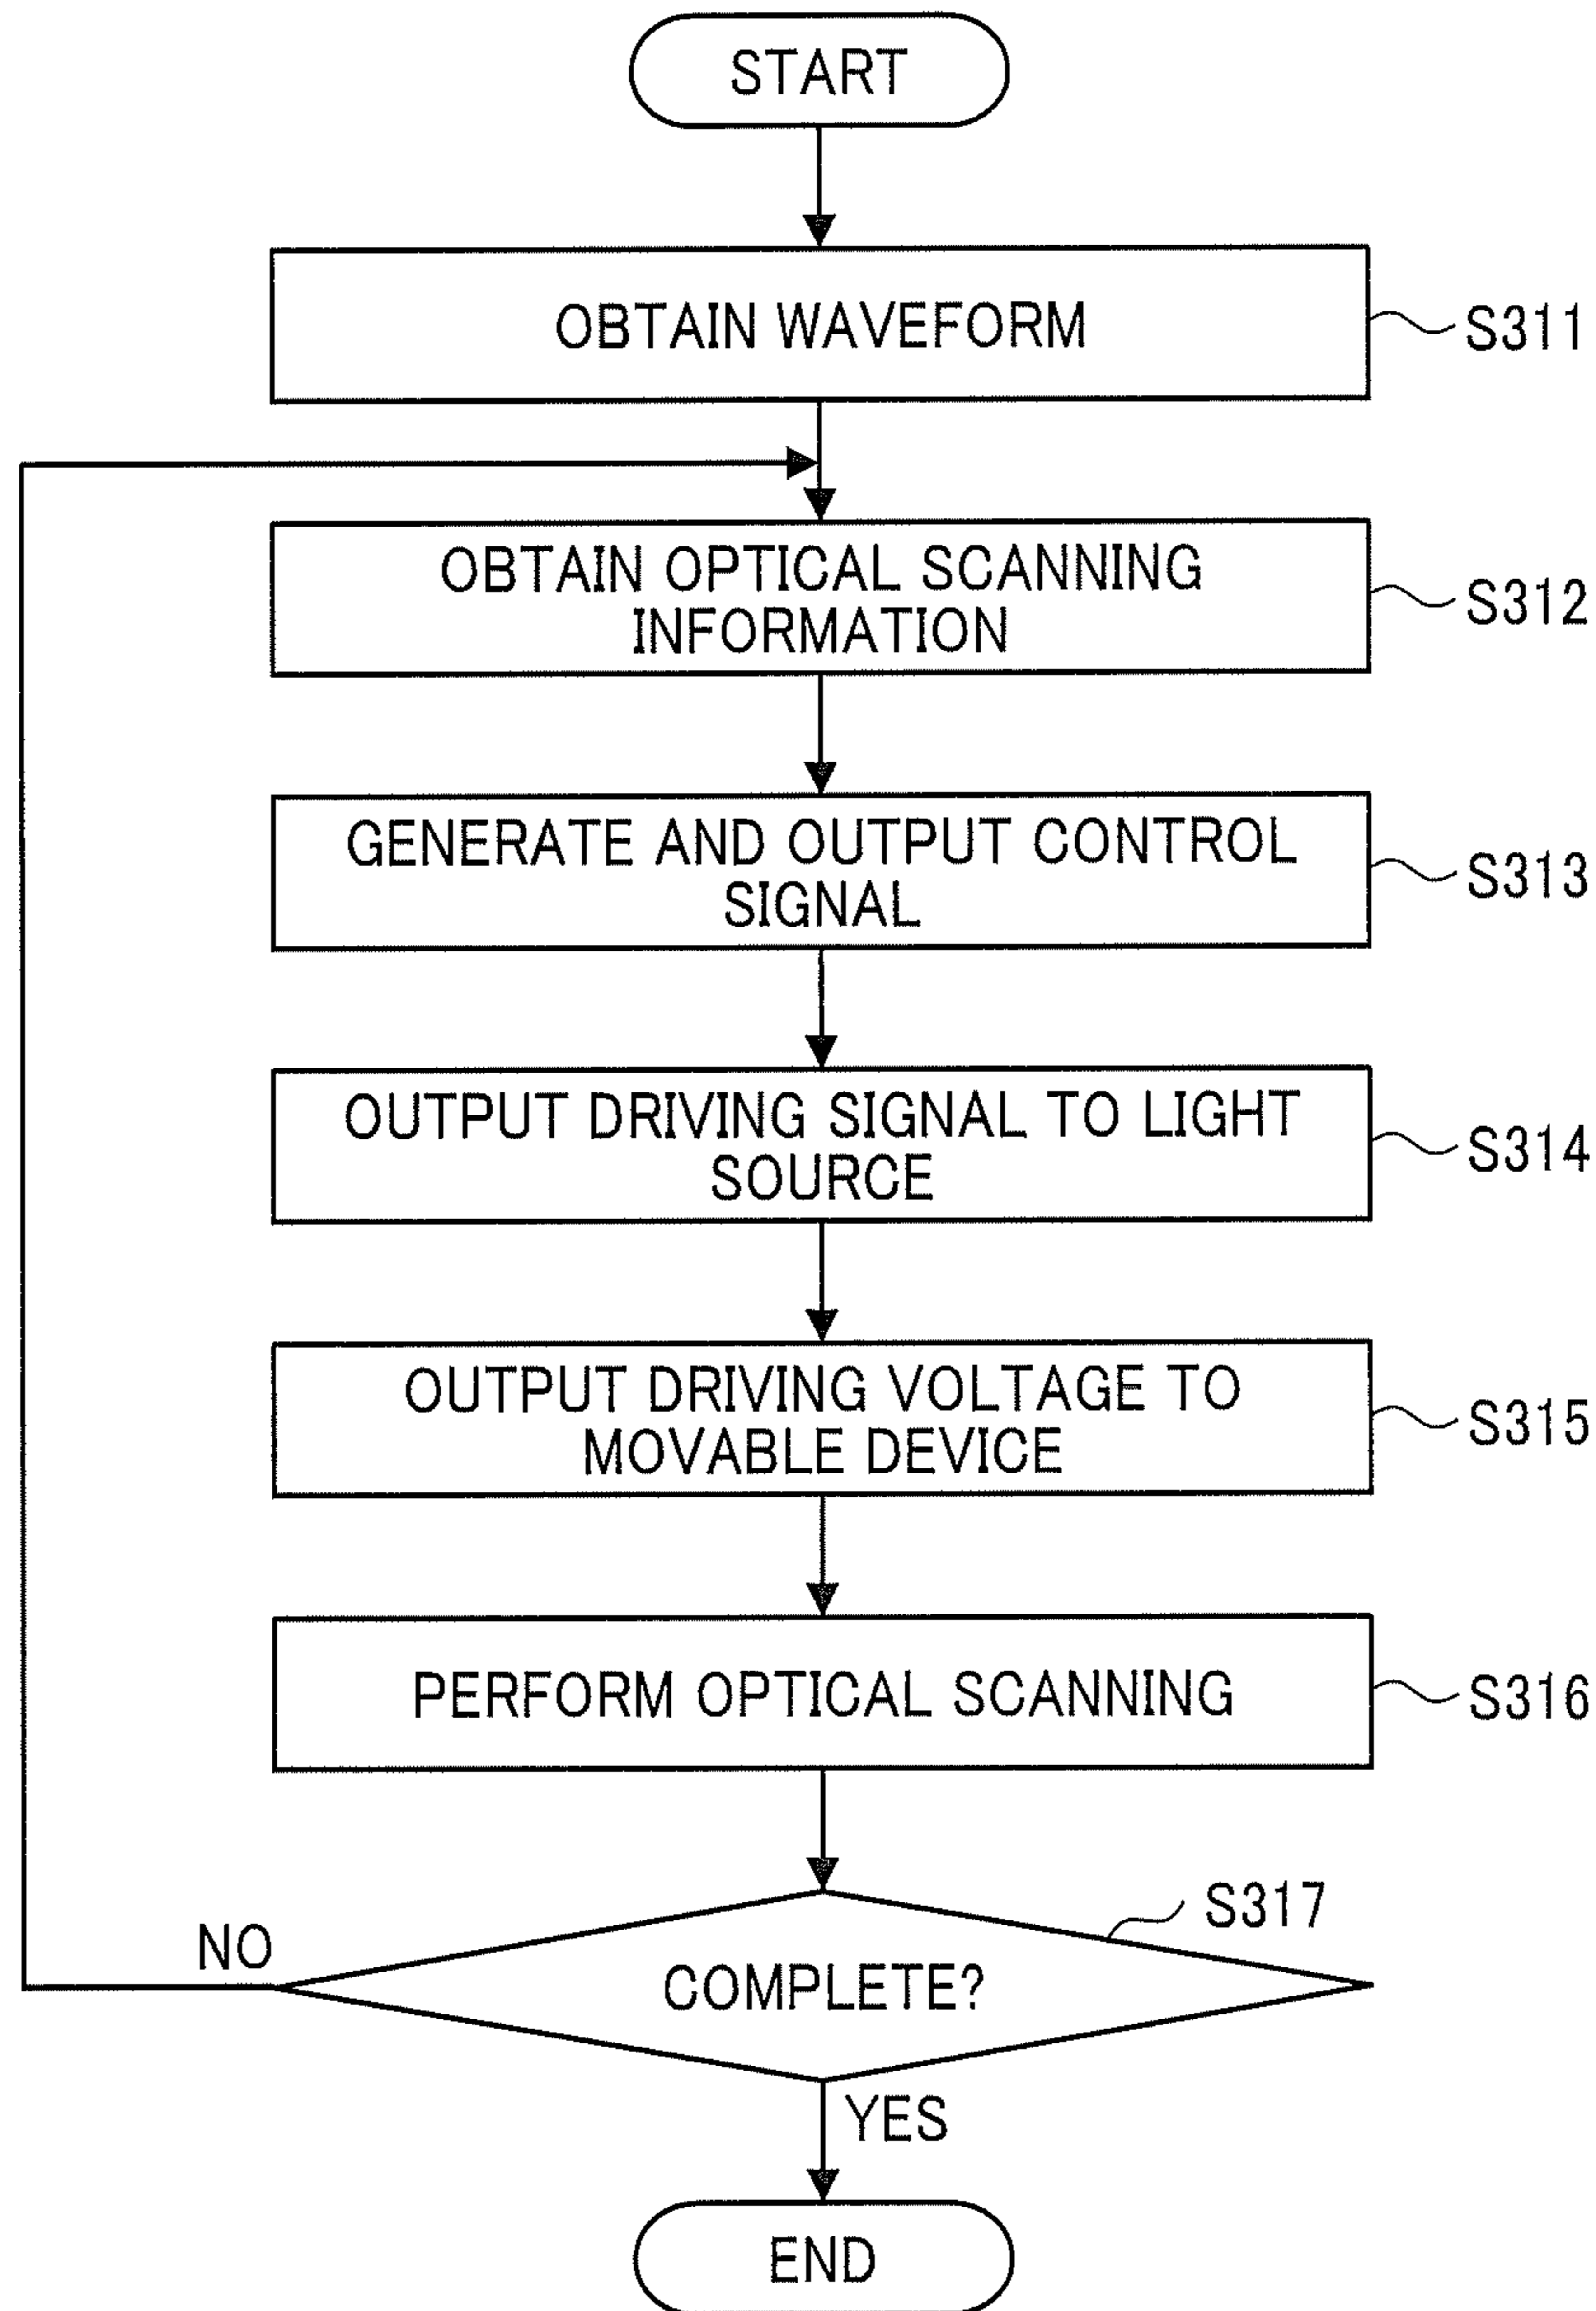 START
OBTAIN WAVEFORM
S311
OBTAIN OPTICAL SCANNING
INFORMATION
S312
GENERATE AND OUTPUT CONTROL
SIGNAL
S313
OUTPUT DRIVING SIGNAL TO LIGHT
SOURCE
S314
OUTPUT DRIVING VOLTAGE TO
MOVABLE DEVICE
S315
PERFORM OPTICAL SCANNING
S316
S317
NO
COMPLETE?
YES
END